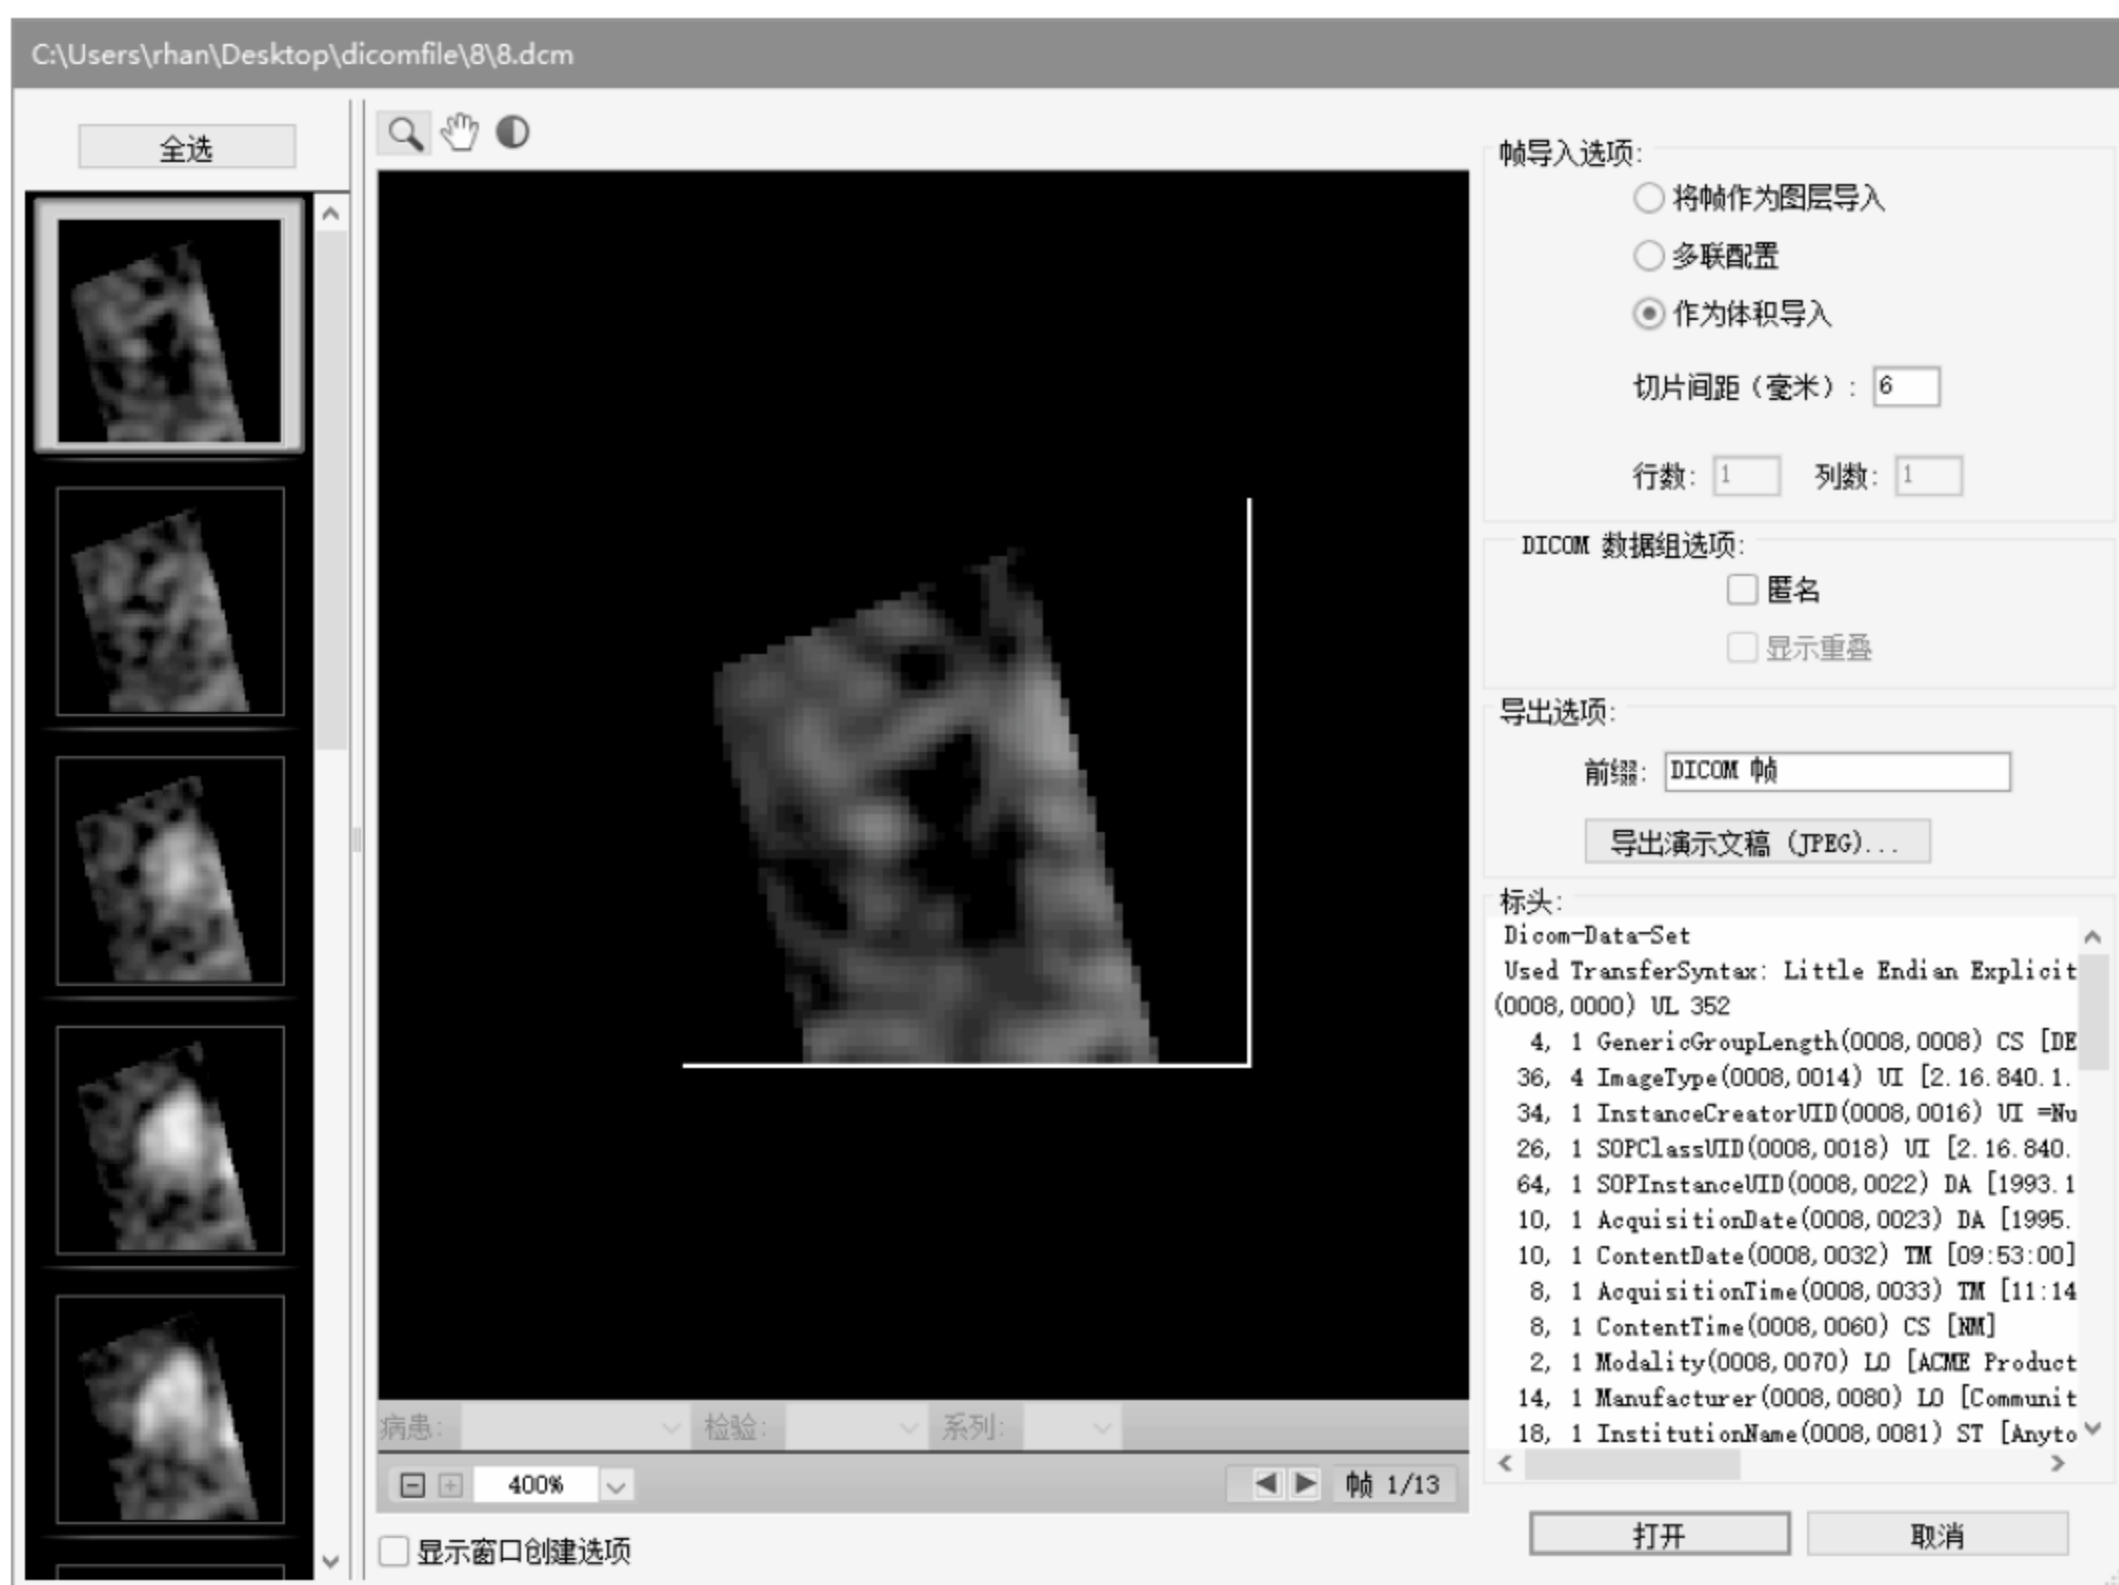 C:\Users\rhan\Desktop\dicomfile\8\8.dcm
全选
帧导入选项:
将帧作为图层导入
多联配置
作为体积导入
切片间距（毫米）: 6
行数: 1 列数: 1
DICOM 数据组选项:
匿名
显示重叠
导出选项:
前缀: DICOM 帧
导出演示文稿 (JPEG)...
标头:
Dicom-Data-Set
Used TransferSyntax: Little Endian Explicit
(0008,0000) UL 352
4, 1 GenericGroupLength(0008,0008) CS [DE
36, 4 ImageType(0008,0014) UI [2.16.840.1.
34, 1 InstanceCreatorUID(0008,0016) UI =Nu
26, 1 SOPClassUID(0008,0018) UI [2.16.840.
64, 1 SOPInstanceUID(0008,0022) DA [1993.1
10, 1 AcquisitionDate(0008,0023) DA [1995.
10, 1 ContentDate(0008,0032) TM [09:53:00]
8, 1 AcquisitionTime(0008,0033) TM [11:14
8, 1 ContentTime(0008,0060) CS [NM]
2, 1 Modality(0008,0070) LO [ACME Product
14, 1 Manufacturer(0008,0080) LO [Communit
18, 1 InstitutionName(0008,0081) ST [Anyto
病患: 检验: 系列:
400% 帧 1/13
显示窗口创建选项
打开 取消